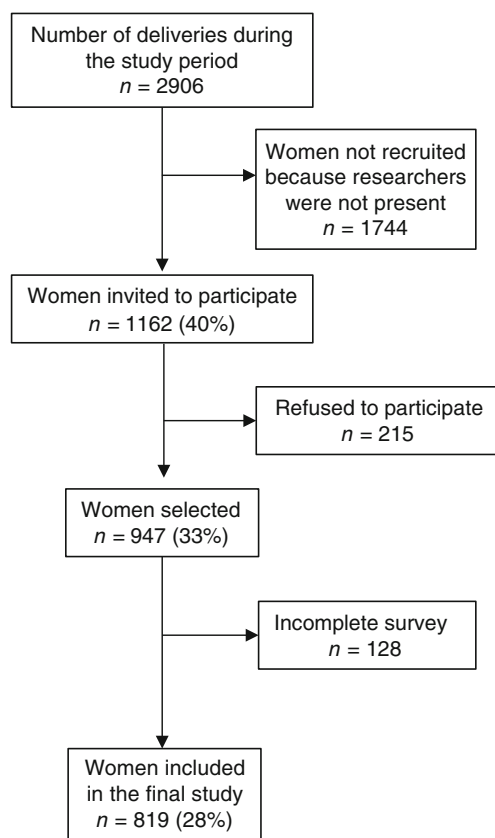 Number of deliveries during
the study period
n = 2906
Women not recruited
because researchers
were not present
n = 1744
Women invited to participate
n = 1162 (40%)
Refused to participate
n = 215
Women selected
n = 947 (33%)
Incomplete survey
n = 128
Women included
in the final study
n = 819 (28%)